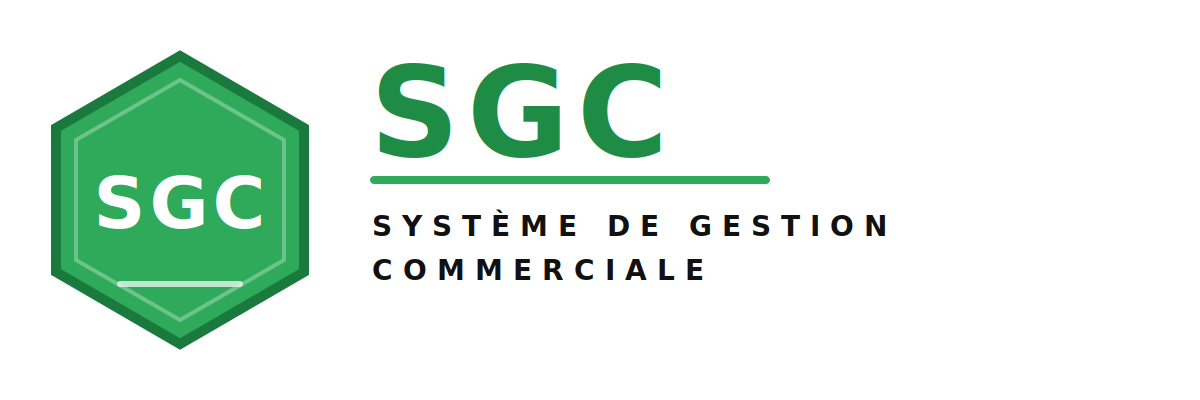 SGC
SGC
SYSTÈME DE GESTION
COMMERCIALE